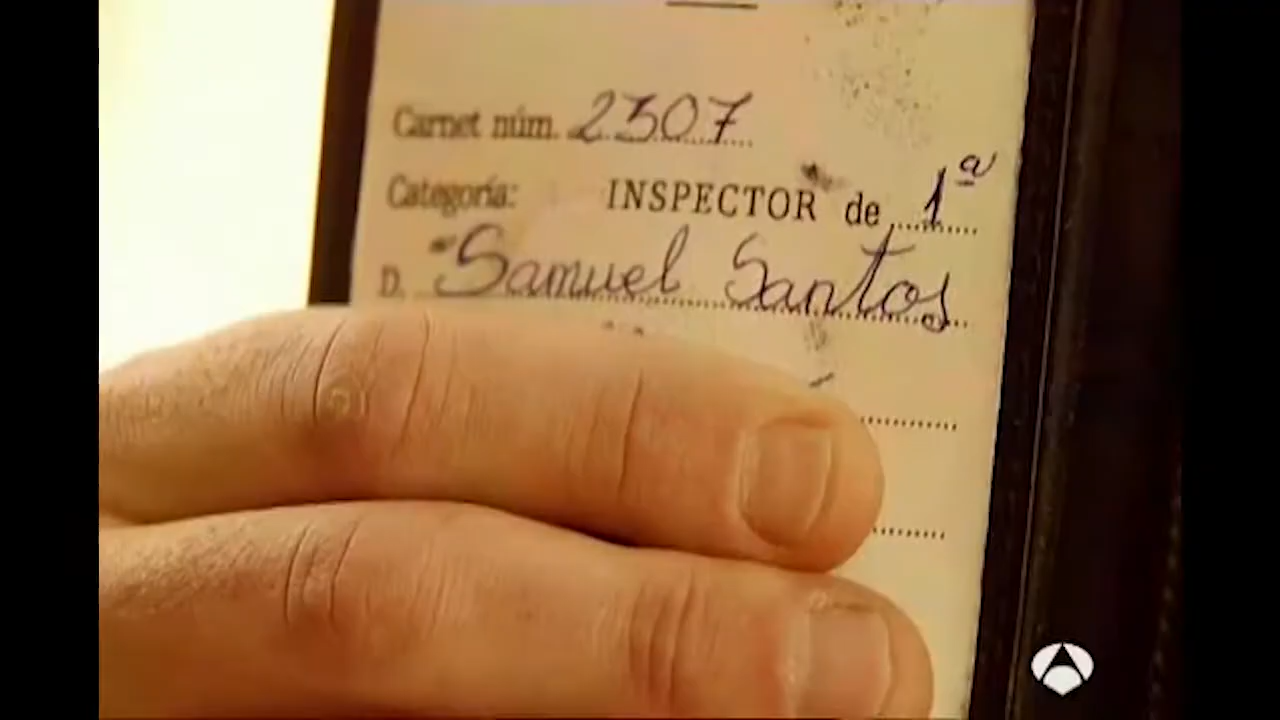 Carnet núm. 2307
Categoría: INSPECTOR de 1ª
D. Samuel Santos